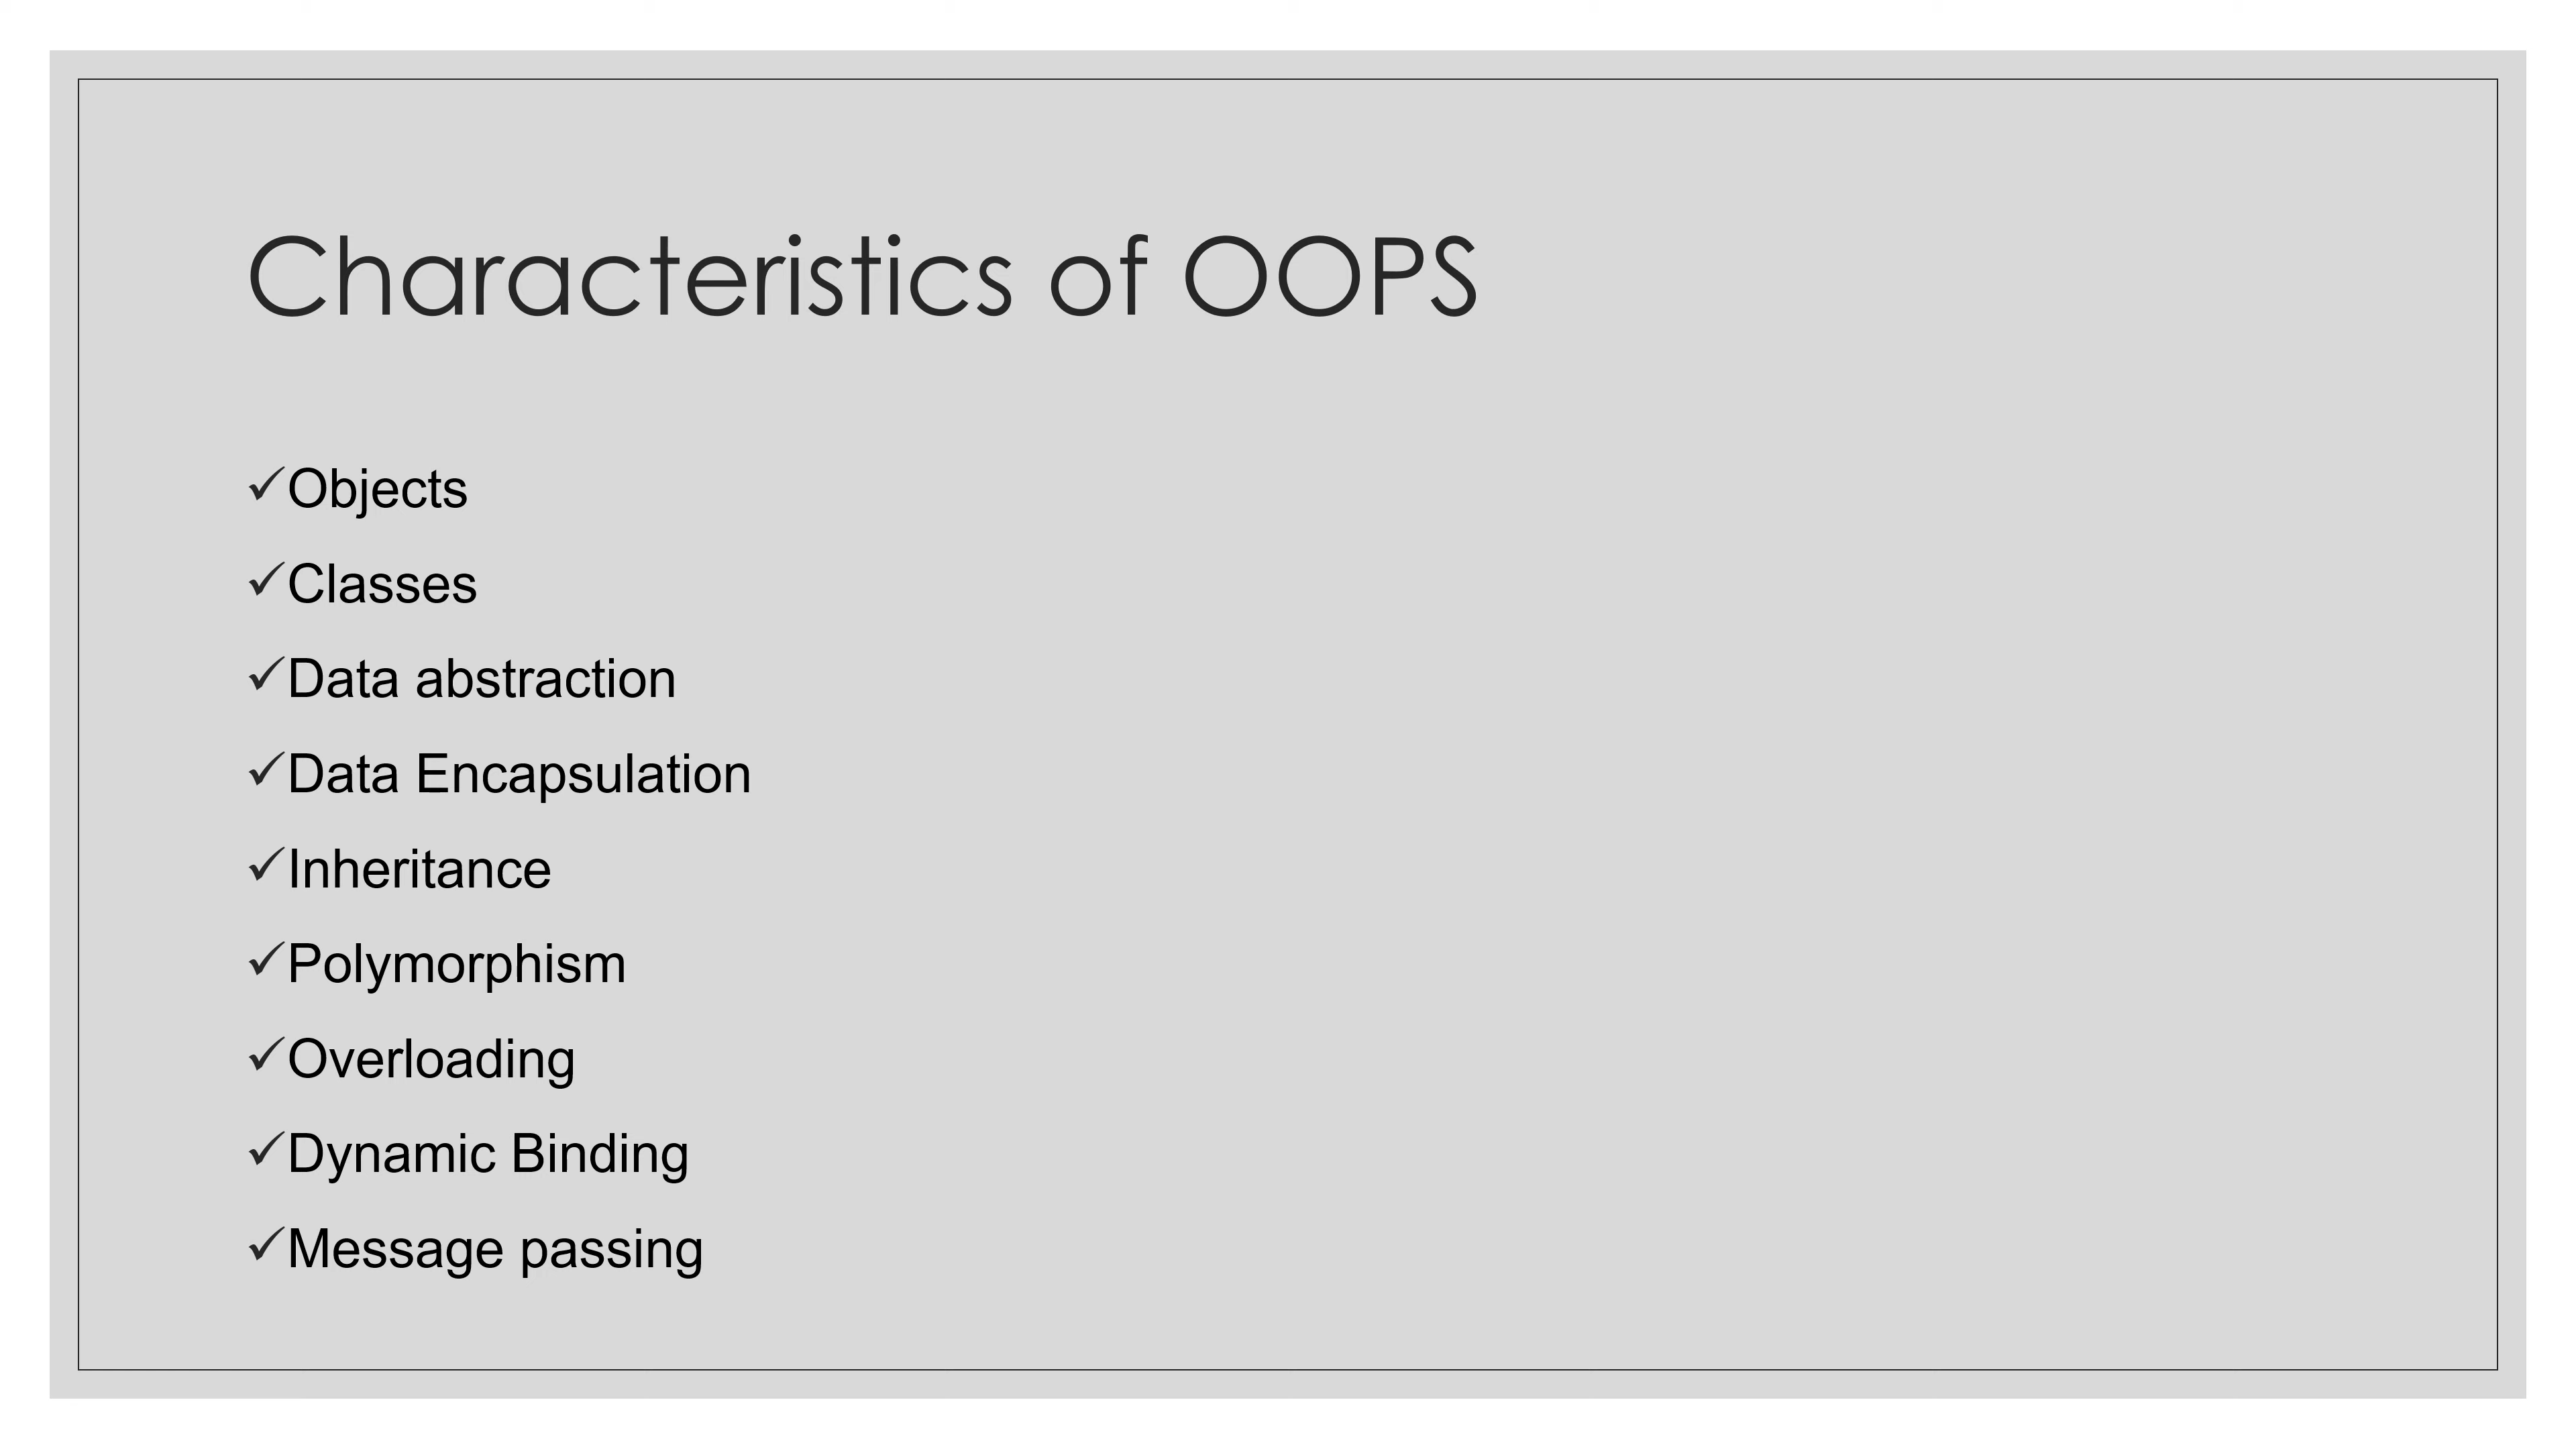 Characteristics of OOPS
✓Objects
✓Classes
✓Data abstraction
✓Data Encapsulation
✓Inheritance
✓Polymorphism
✓Overloading
✓Dynamic Binding
✓Message passing